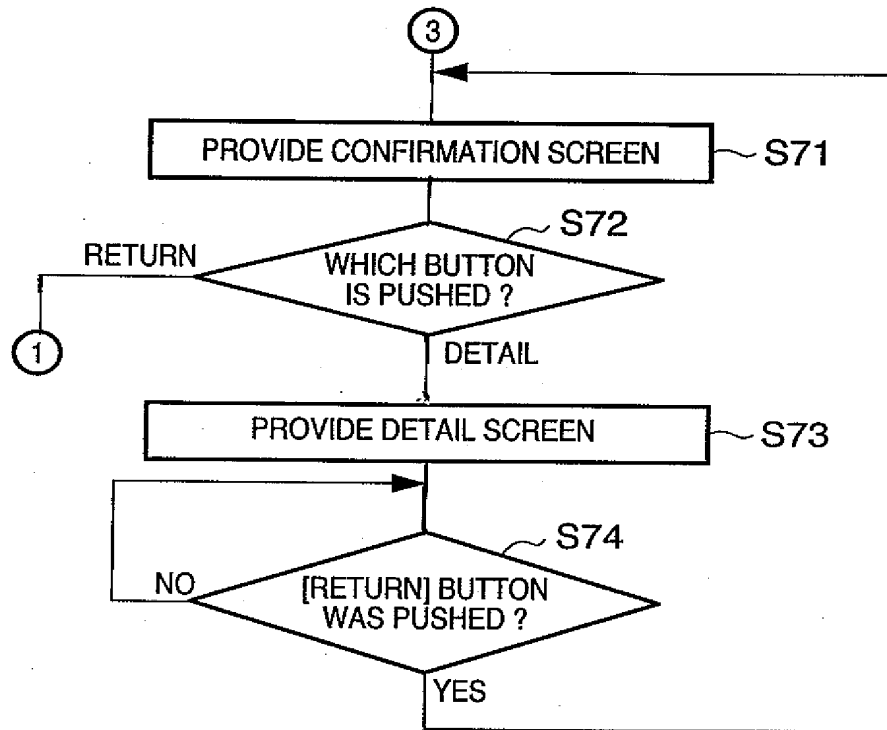 3
PROVIDE CONFIRMATION SCREEN
S71
S72
RETURN
WHICH BUTTON
IS PUSHED ?
1
DETAIL
PROVIDE DETAIL SCREEN
S73
S74
NO
[RETURN] BUTTON
WAS PUSHED ?
YES